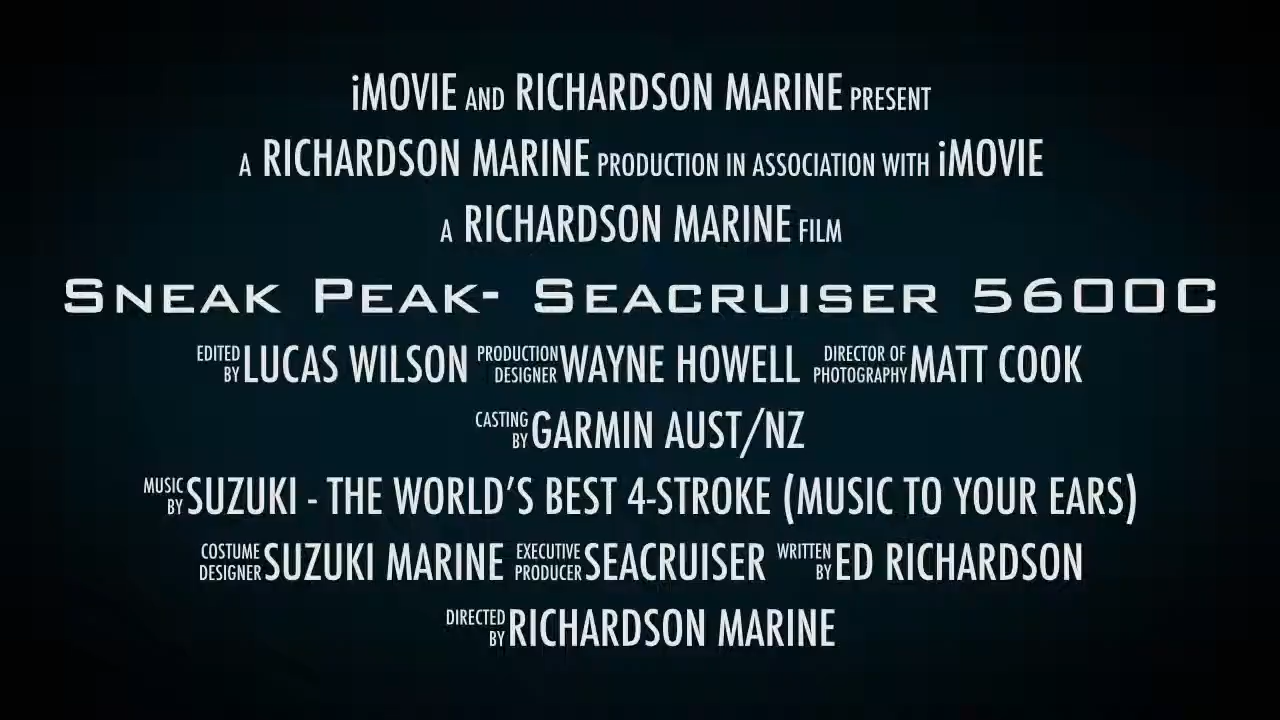 iMOVIE AND RICHARDSON MARINE PRESENT
A RICHARDSON MARINE PRODUCTION IN ASSOCIATION WITH iMOVIE
A RICHARDSON MARINE FILM
SNEAK PEAK- SEACRUISER 5600C
EDITED BY LUCAS WILSON PRODUCTION DESIGNER WAYNE HOWELL DIRECTOR OF PHOTOGRAPHY MATT COOK
CASTING BY GARMIN AUST/NZ
MUSIC BY SUZUKI - THE WORLD'S BEST 4-STROKE (MUSIC TO YOUR EARS)
COSTUME DESIGNER SUZUKI MARINE EXECUTIVE PRODUCER SEACRUISER WRITTEN BY ED RICHARDSON
DIRECTED BY RICHARDSON MARINE